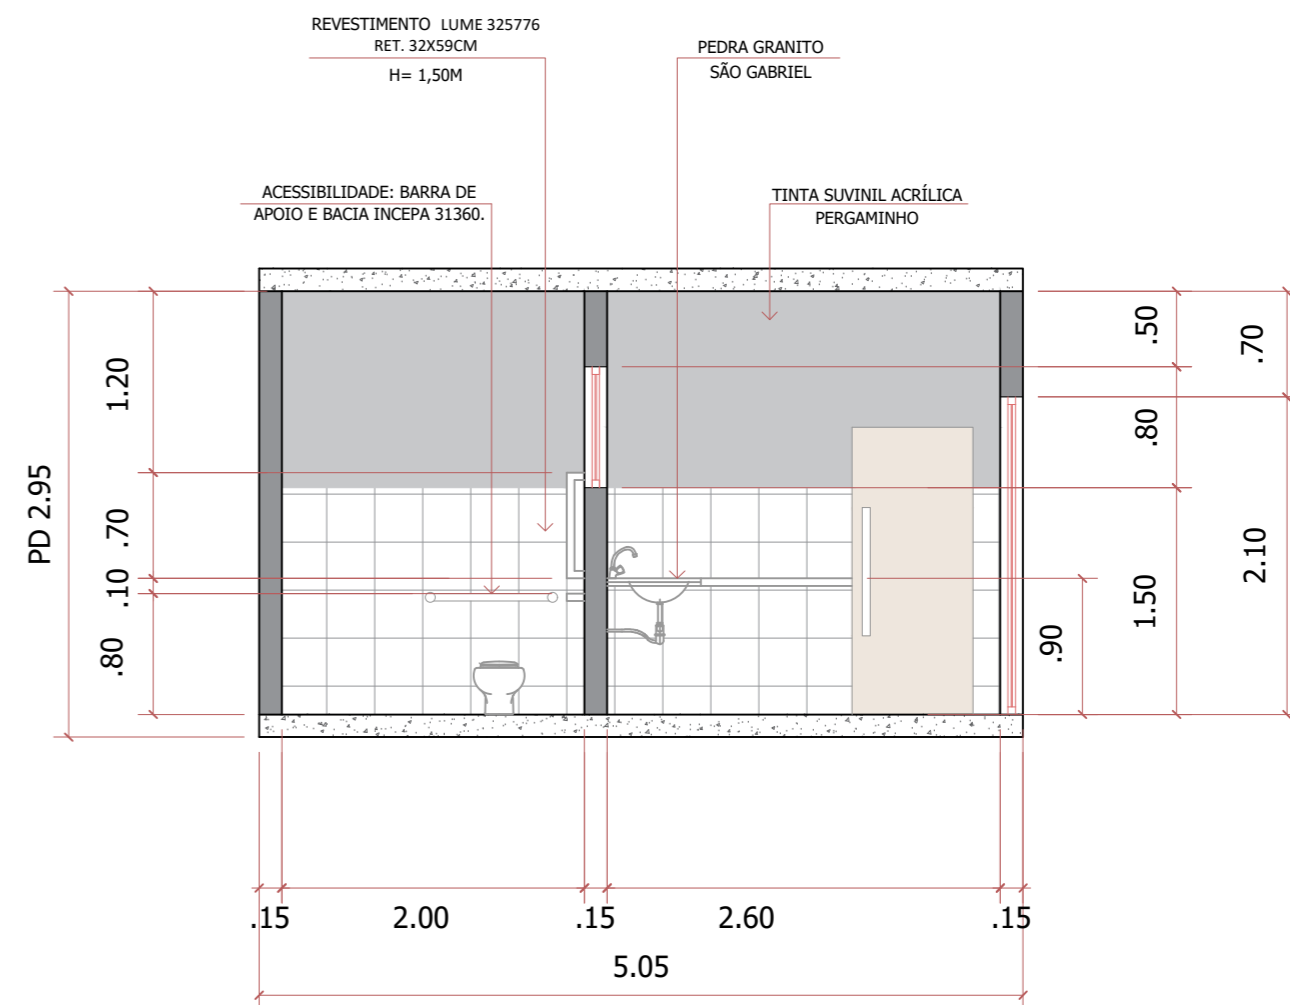 REVESTIMENTO LUME 325776
RET. 32X59CM
H= 1,50M
PEDRA GRANITO
SÃO GABRIEL
ACESSIBILIDADE: BARRA DE
APOIO E BACIA INCEPA 31360.
TINTA SUVINIL ACRÍLICA
PERGAMINHO
PD 2.95
1.20
.70
.10
.80
.50
.80
1.50
.90
.70
2.10
.15
2.00
.15
2.60
.15
5.05